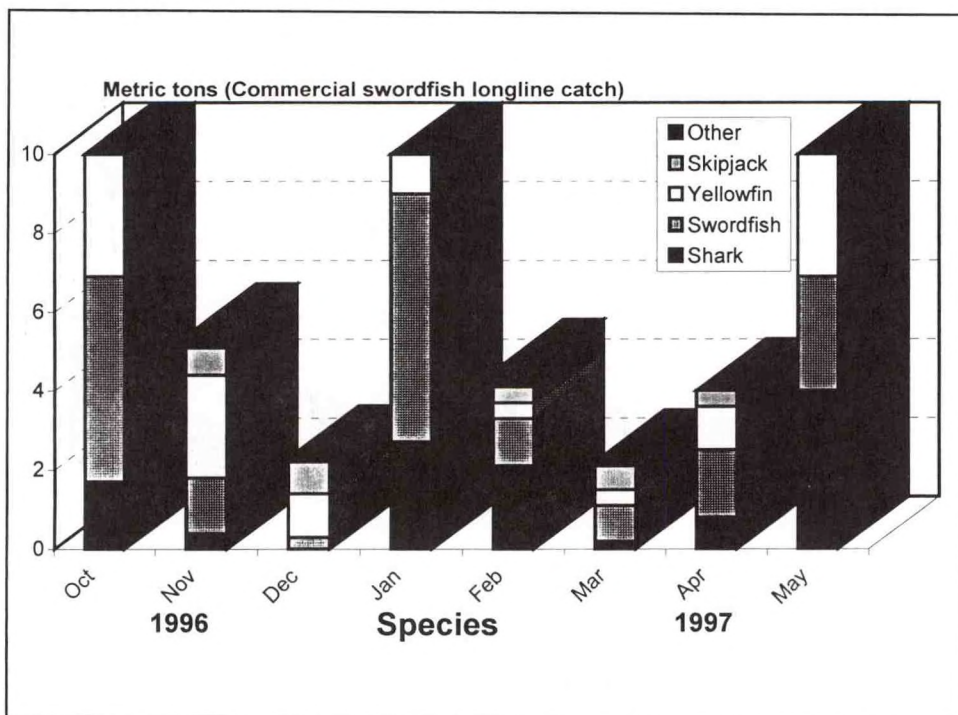 Metric tons (Commercial swordfish longline catch)
Other
Skipjack
Yellowfin
Swordfish
Shark
10
8
6
4
2
0
Oct
Nov
Dec
Jan
Feb
Mar
Apr
May
1996
Species
1997